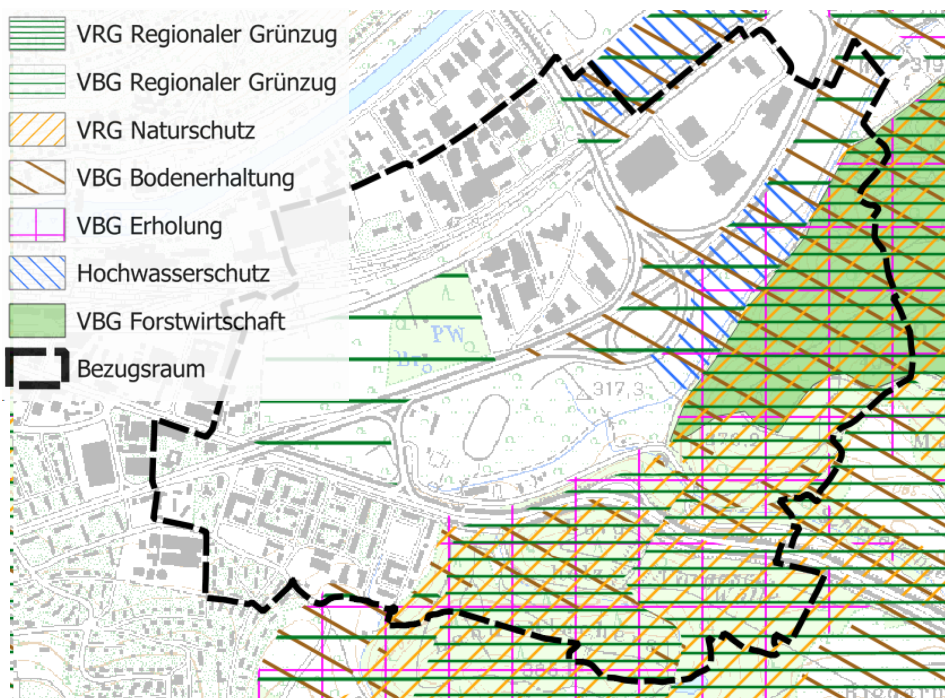 VRG Regionaler Grünzug
VBG Regionaler Grünzug
VRG Naturschutz
VBG Bodenerhaltung
VBG Erholung
Hochwasserschutz
VBG Forstwirtschaft
Bezugsraum
PW
Br
317,3